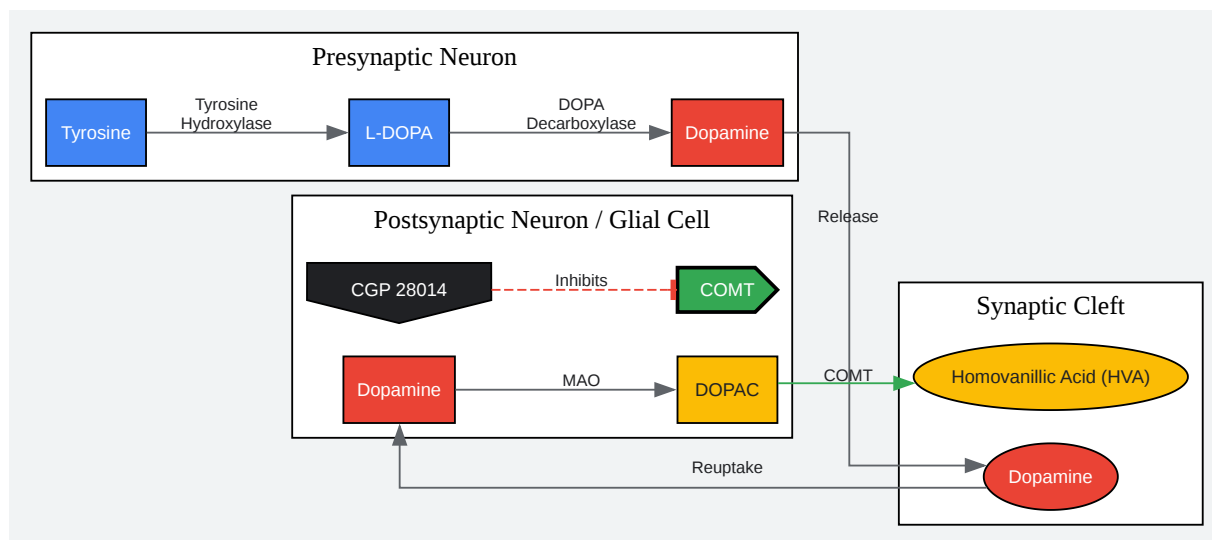 Presynaptic Neuron
Tyrosine
Tyrosine
Hydroxylase
L-DOPA
DOPA
Decarboxylase
Dopamine
Release
Postsynaptic Neuron / Glial Cell
CGP 28014
Inhibits
COMT
Dopamine
MAO
DOPAC
COMT
Synaptic Cleft
Homovanillic Acid (HVA)
Dopamine
Reuptake